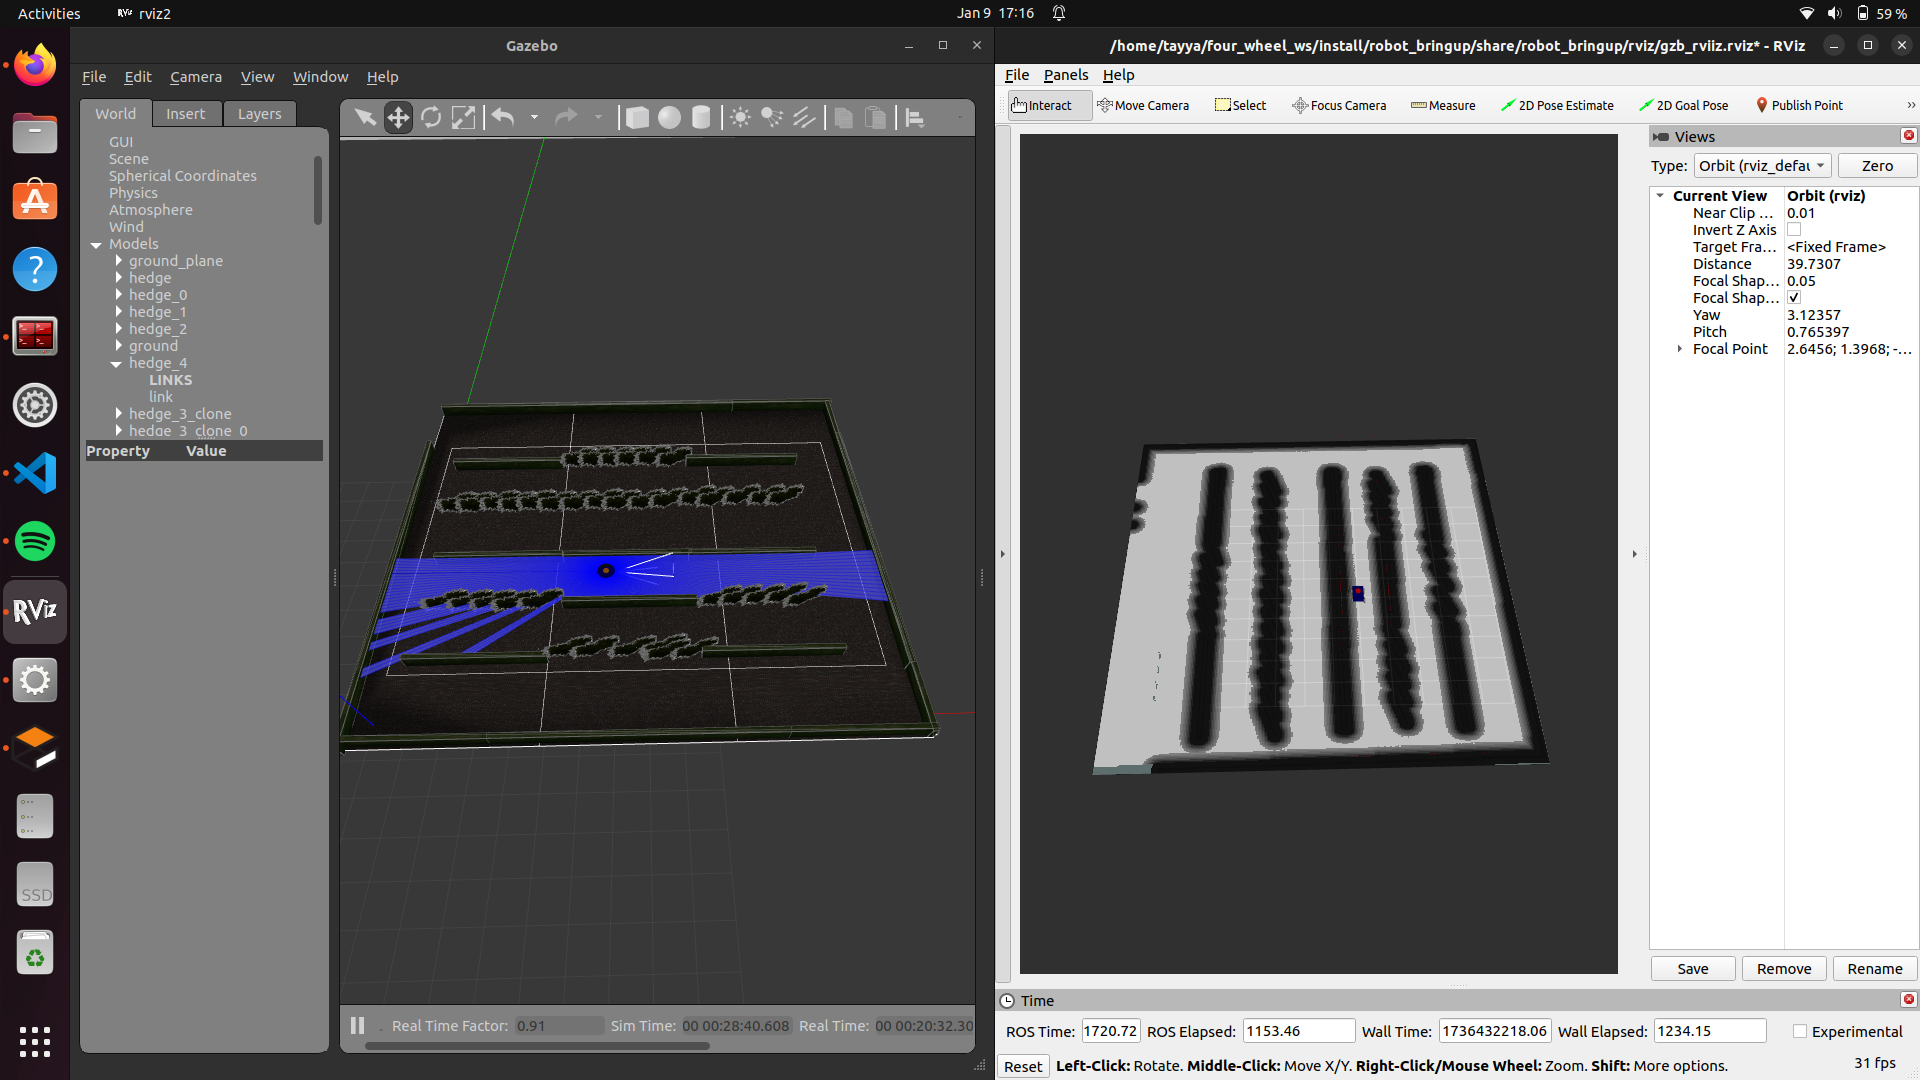 Activities
RViz rviz2
Jan 9 17:16
59 %
Gazebo
File Edit Camera View Window Help
World Insert Layers
GUI
Scene
Spherical Coordinates
Physics
Atmosphere
Wind
Models
ground_plane
hedge
hedge_0
hedge_1
hedge_2
ground
hedge_4
LINKS
link
hedge_3_clone
hedge_3_clone_0
Property Value
Real Time Factor: 0.91 Sim Time: 00 00:28:40.608 Real Time: 00 00:20:32.30
RViz
SSD
/home/tayya/four_wheel_ws/install/robot_bringup/share/robot_bringup/rviz/gzb_rviiz.rviz* - RViz
File Panels Help
Interact Move Camera Select Focus Camera Measure 2D Pose Estimate 2D Goal Pose Publish Point »
Views
Type: Orbit (rviz_defau Zero
Current View Orbit (rviz)
Near Clip ... 0.01
Invert Z Axis
Target Fra... <Fixed Frame>
Distance 39.7307
Focal Shap... 0.05
Focal Shap... ✓
Yaw 3.12357
Pitch 0.765397
Focal Point 2.6456; 1.3968; -...
Save Remove Rename
Time
ROS Time: 1720.72 ROS Elapsed: 1153.46 Wall Time: 1736432218.06 Wall Elapsed: 1234.15 Experimental
Reset Left-Click: Rotate. Middle-Click: Move X/Y. Right-Click/Mouse Wheel: Zoom. Shift: More options. 31 fps